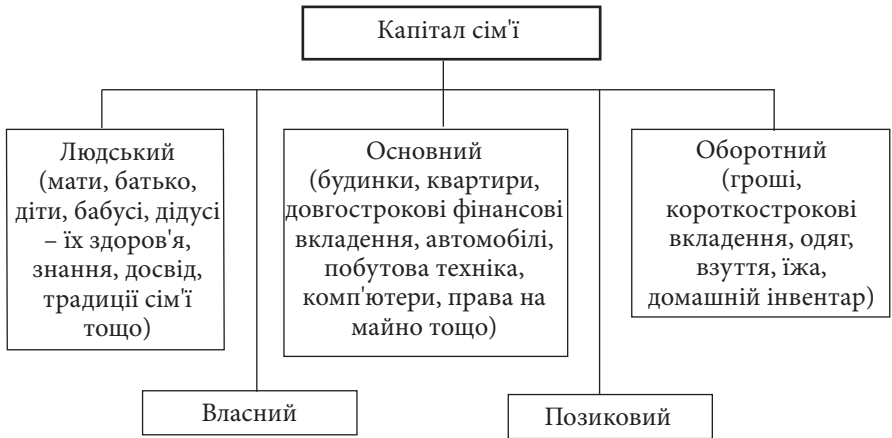 Капітал сім'ї
Людський
(мати, батько,
діти, бабусі, дідусі
– їх здоров'я,
знання, досвід,
традиції сім'ї
тощо)
Основний
(будинки, квартири,
довгострокові фінансові
вкладення, автомобілі,
побутова техніка,
комп'ютери, права на
майно тощо)
Оборотний
(гроші,
короткострокові
вкладення, одяг,
взуття, їжа,
домашній інвентар)
Власний
Позиковий